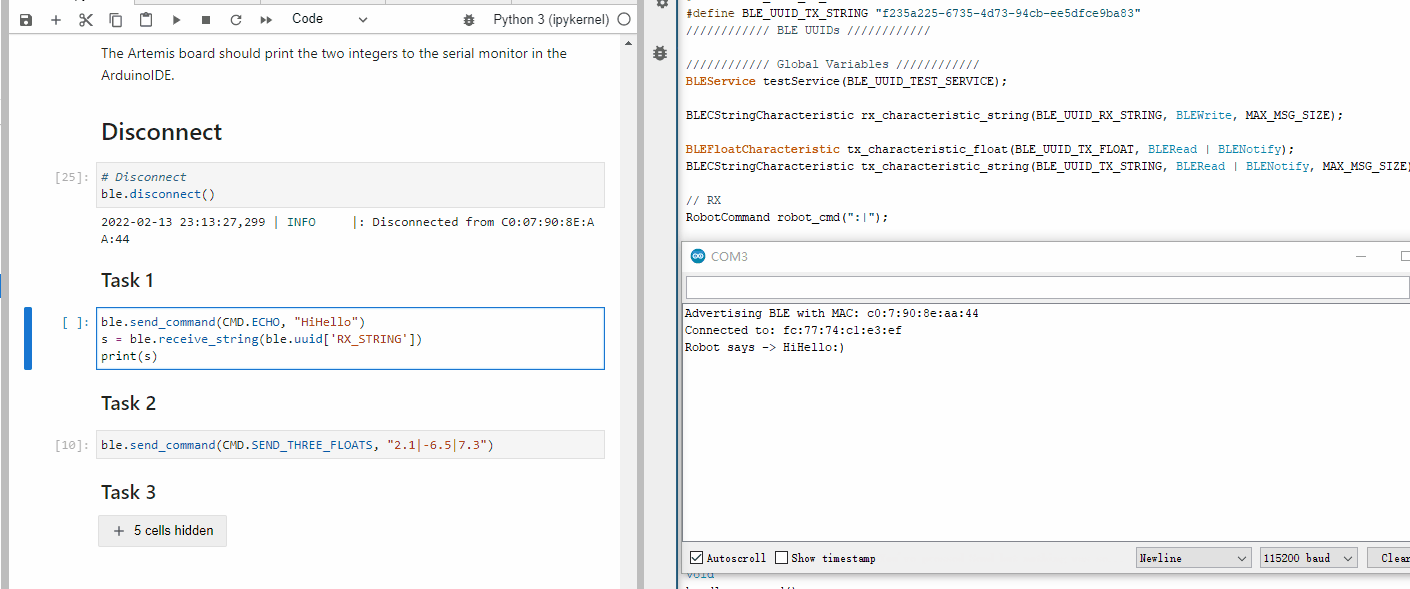 Code
Python 3 (ipykernel)
The Artemis board should print the two integers to the serial monitor in the
ArduinoIDE.
Disconnect
[25]:
# Disconnect
ble.disconnect()
2022-02-13 23:13:27,299 | INFO     |: Disconnected from C0:07:90:8E:A
A:44
Task 1
[ ]:
ble.send_command(CMD.ECHO, "HiHello")
s = ble.receive_string(ble.uuid['RX_STRING'])
print(s)
Task 2
[10]:
ble.send_command(CMD.SEND_THREE_FLOATS, "2.1|-6.5|7.3")
Task 3
+ 5 cells hidden
#define BLE_UUID_TX_STRING "f235a225-6735-4d73-94cb-ee5dfce9ba83"
//////////// BLE UUIDs ////////////
//////////// Global Variables ////////////
BLEService testService(BLE_UUID_TEST_SERVICE);
BLECStringCharacteristic rx_characteristic_string(BLE_UUID_RX_STRING, BLEWrite, MAX_MSG_SIZE);
BLEFloatCharacteristic tx_characteristic_float(BLE_UUID_TX_FLOAT, BLERead | BLENotify);
BLECStringCharacteristic tx_characteristic_string(BLE_UUID_TX_STRING, BLERead | BLENotify, MAX_MSG_SIZE)
// RX
RobotCommand robot_cmd(":|");
COM3
Advertising BLE with MAC: c0:7:90:8e:aa:44
Connected to: fc:77:74:c1:e3:ef
Robot says -> HiHello:)
Autoscroll
Show timestamp
Newline
115200 baud
Clear
void